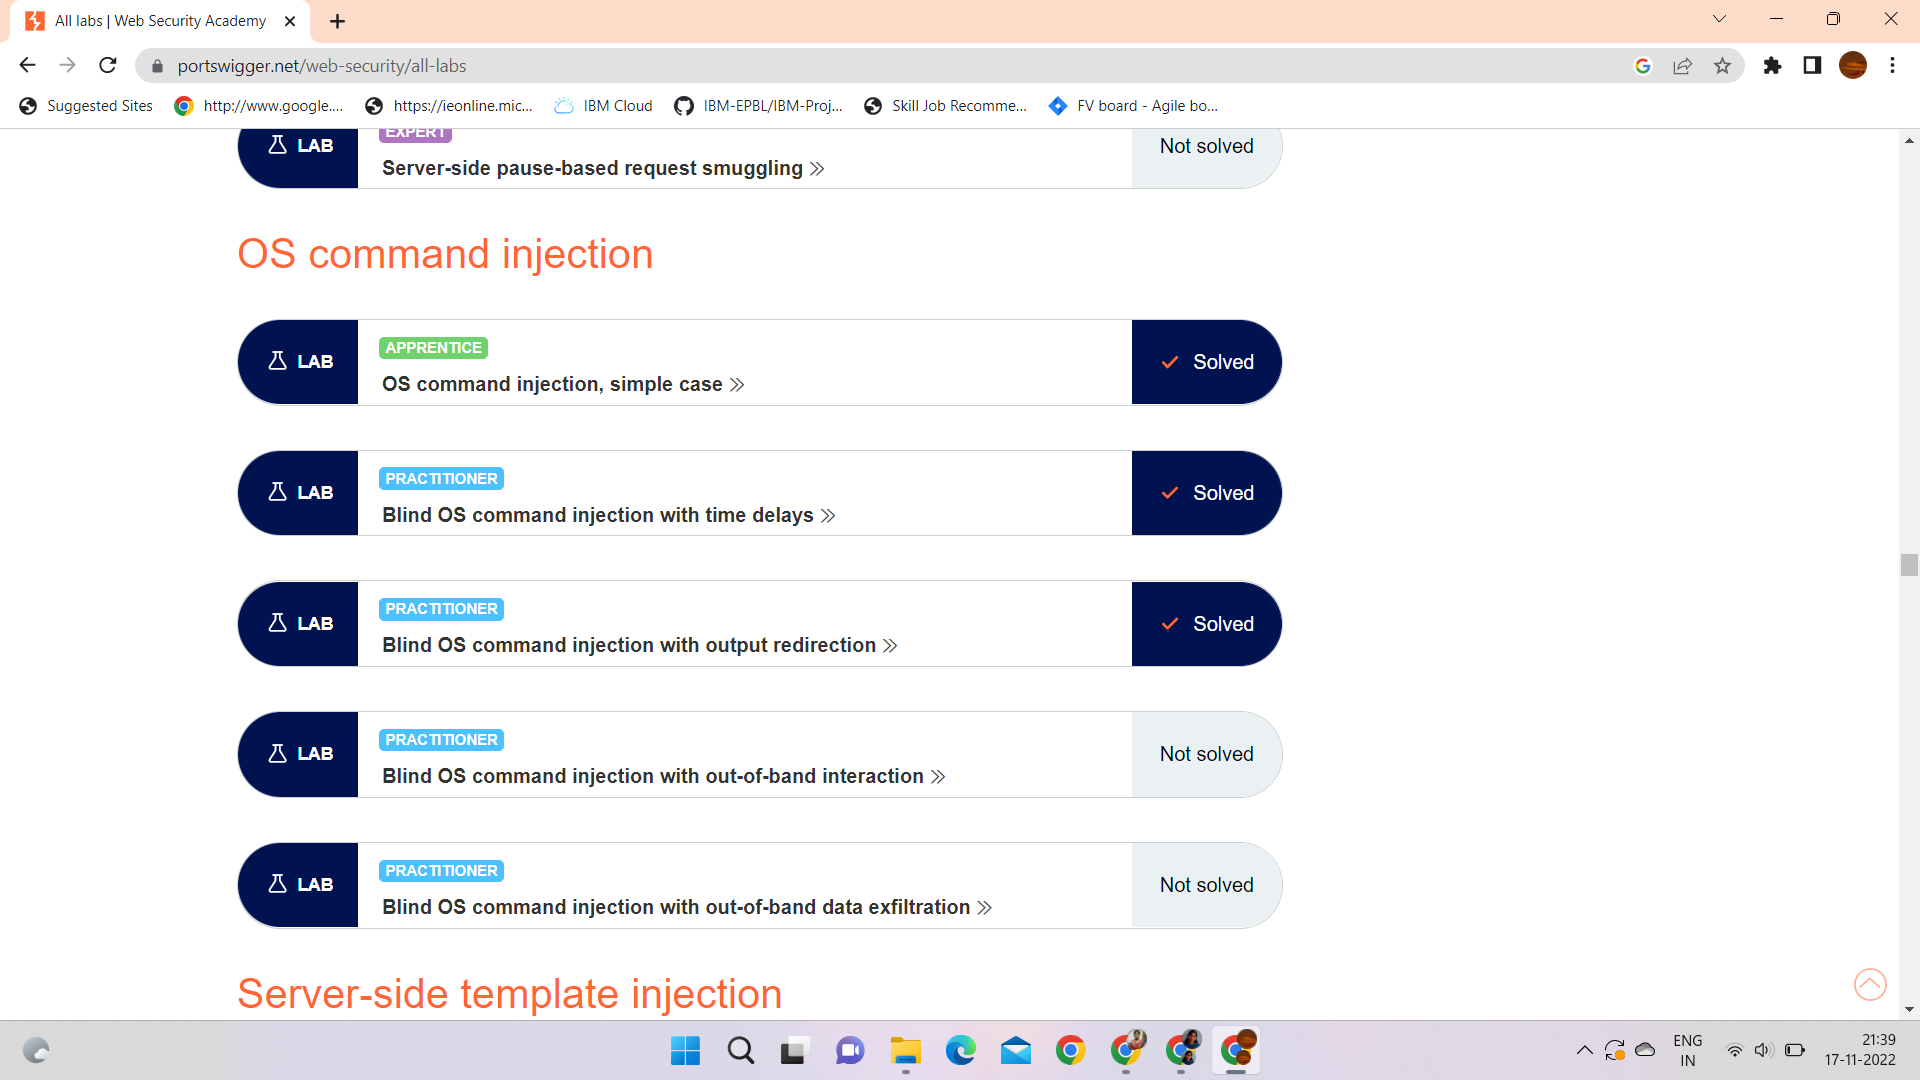 All labs | Web Security Academy
portswigger.net/web-security/all-labs
Suggested Sites
http://www.google....
https://ieonline.mic...
IBM Cloud
IBM-EPBL/IBM-Proj...
Skill Job Recomme...
FV board - Agile bo...
LAB
EXPERT
Server-side pause-based request smuggling
Not solved
OS command injection
LAB
APPRENTICE
OS command injection, simple case
Solved
LAB
PRACTITIONER
Blind OS command injection with time delays
Solved
LAB
PRACTITIONER
Blind OS command injection with output redirection
Solved
LAB
PRACTITIONER
Blind OS command injection with out-of-band interaction
Not solved
LAB
PRACTITIONER
Blind OS command injection with out-of-band data exfiltration
Not solved
Server-side template injection
ENG
IN
21:39
17-11-2022